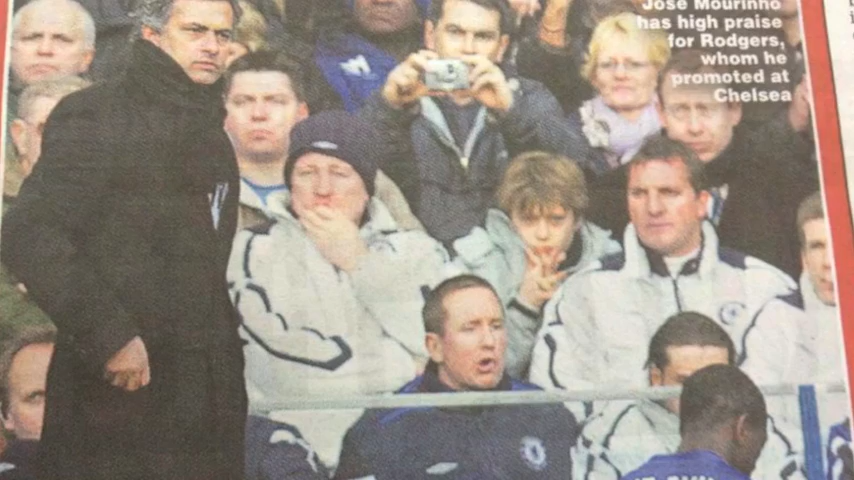 José Mourinho
has high praise
for Rodgers,
whom he
promoted at
Chelsea